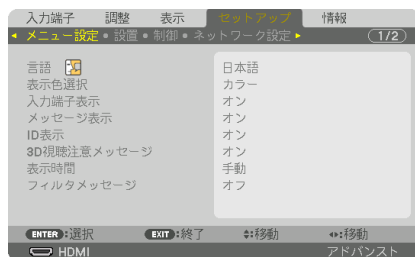 入力端子 調整 表示 セットアップ 情報
◂ メニュー設定 ● 設置 ● 制御 ● ネットワーク設定 ▸ 1/2
言語 日本語
表示色選択 カラー
入力端子表示 オン
メッセージ表示 オン
ID表示 オン
3D視聴注意メッセージ オン
表示時間 手動
フィルタメッセージ オフ
ENTER:選択 EXIT:終了 :移動 :移動
HDMI アドバンスト